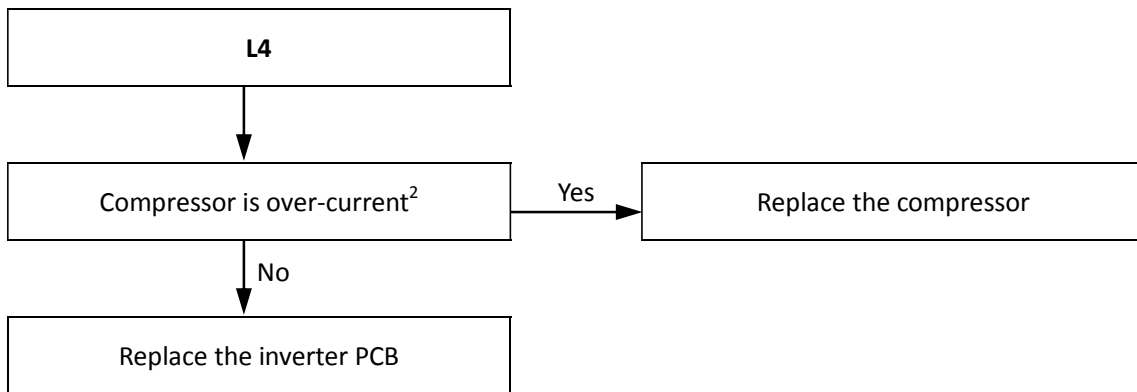 L4
Compressor is over-current²
Yes
Replace the compressor
No
Replace the inverter PCB